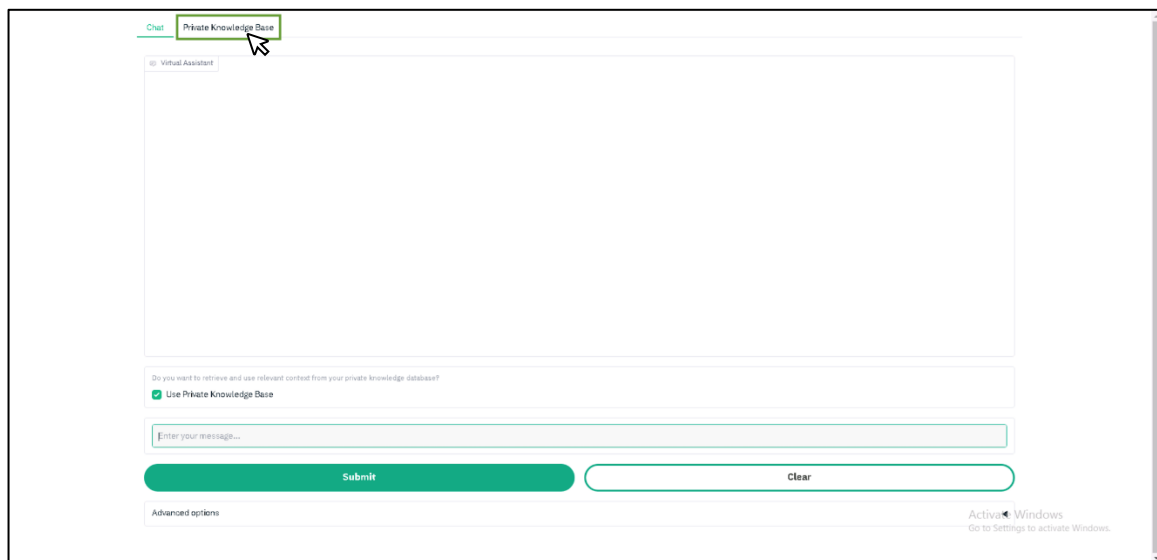 Chat Private Knowledge Base
Virtual Assistant
Do you want to retrieve and use relevant context from your private knowledge database?
Use Private Knowledge Base
Enter your message...
Submit Clear
Advanced options
Activate Windows
Go to Settings to activate Windows.